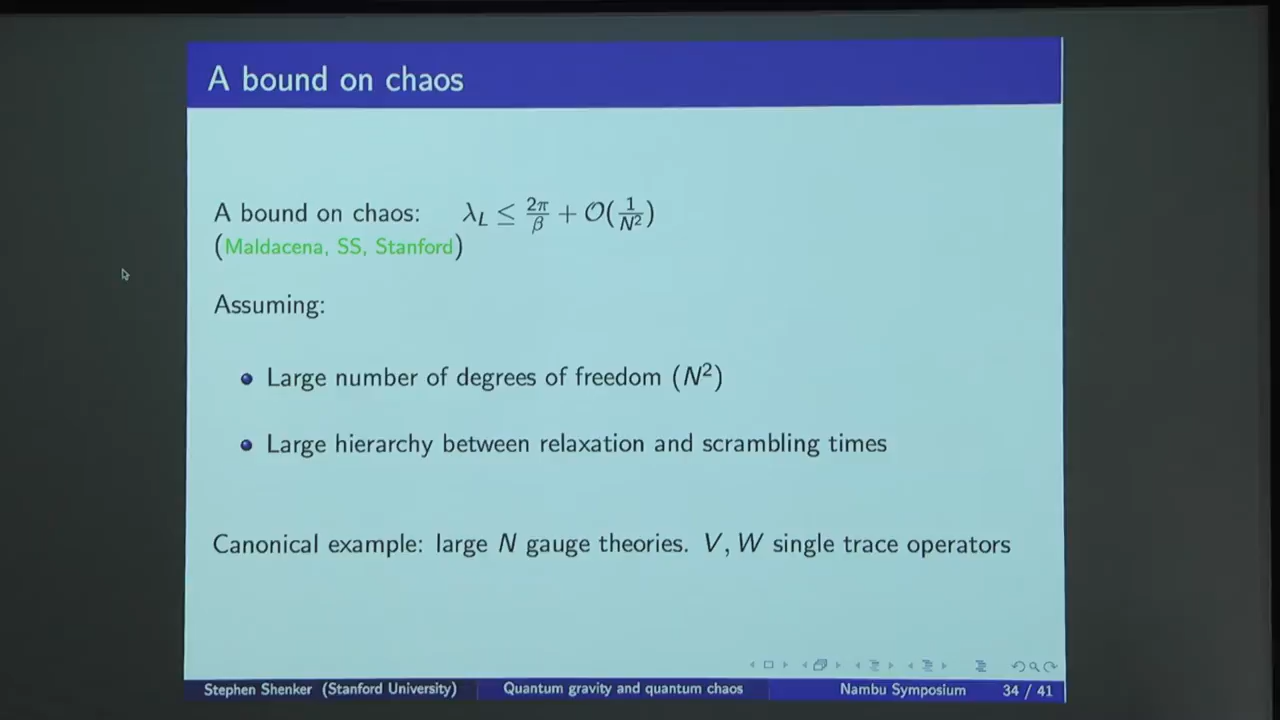 A bound on chaos
A bound on chaos: λ_L ≤ 2π/β + O(1/N²)
(Maldacena, SS, Stanford)
Assuming:
Large number of degrees of freedom (N²)
Large hierarchy between relaxation and scrambling times
Canonical example: large N gauge theories. V, W single trace operators
Stephen Shenker (Stanford University) Quantum gravity and quantum chaos Nambu Symposium 34 / 41